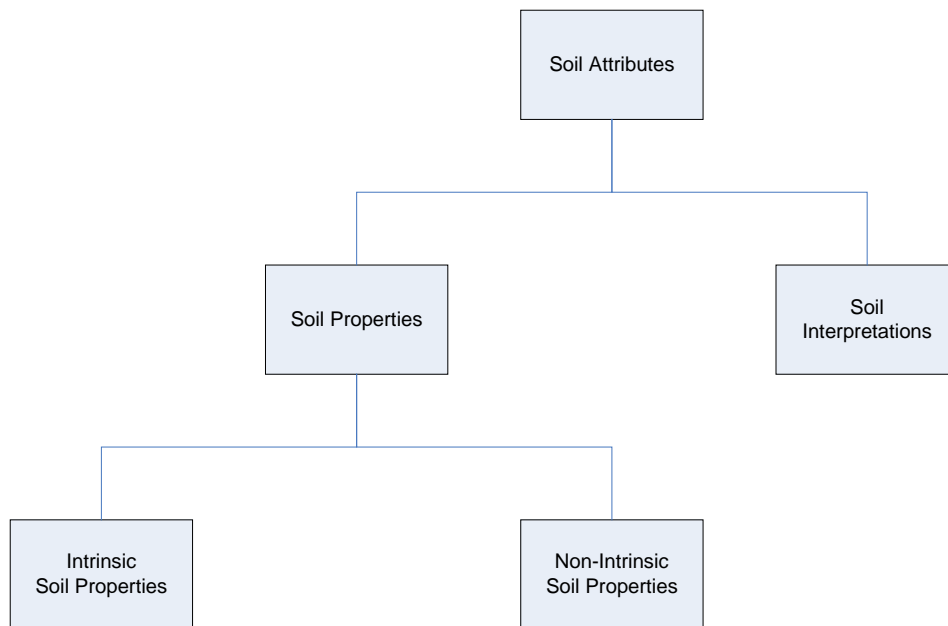 Soil Attributes
Soil Properties
Soil
Interpretations
Intrinsic
Soil Properties
Non-Intrinsic
Soil Properties